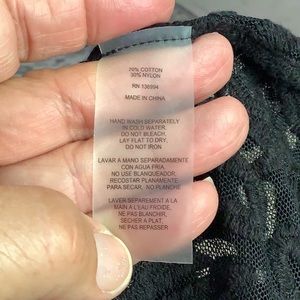 70% COTTON
30% NYLON
RN 136994
MADE IN CHINA
HAND WASH SEPARATELY
IN COLD WATER.
DO NOT BLEACH,
LAY FLAT TO DRY.
DO NOT IRON
LAVAR A MANO SEPARADAMENTE
CON AGUA FRIA.
NO USE BLANQUEADOR,
RECOSTAR PLANAMENTE
PARA SECAR, NO PLANCHE
LAVER SEPAREMENT A LA
MAIN A L'EAU FROIDE,
NE PAS BLANCHIR,
SECHER A PLAT,
NE PAS REPASSER